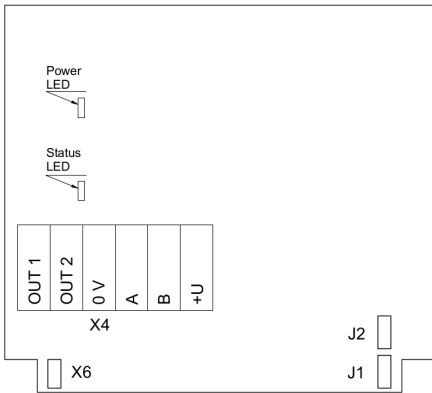 Power
LED
Status
LED
OUT 1
OUT 2
0 V
A
B
+U
X4
J2
X6
J1